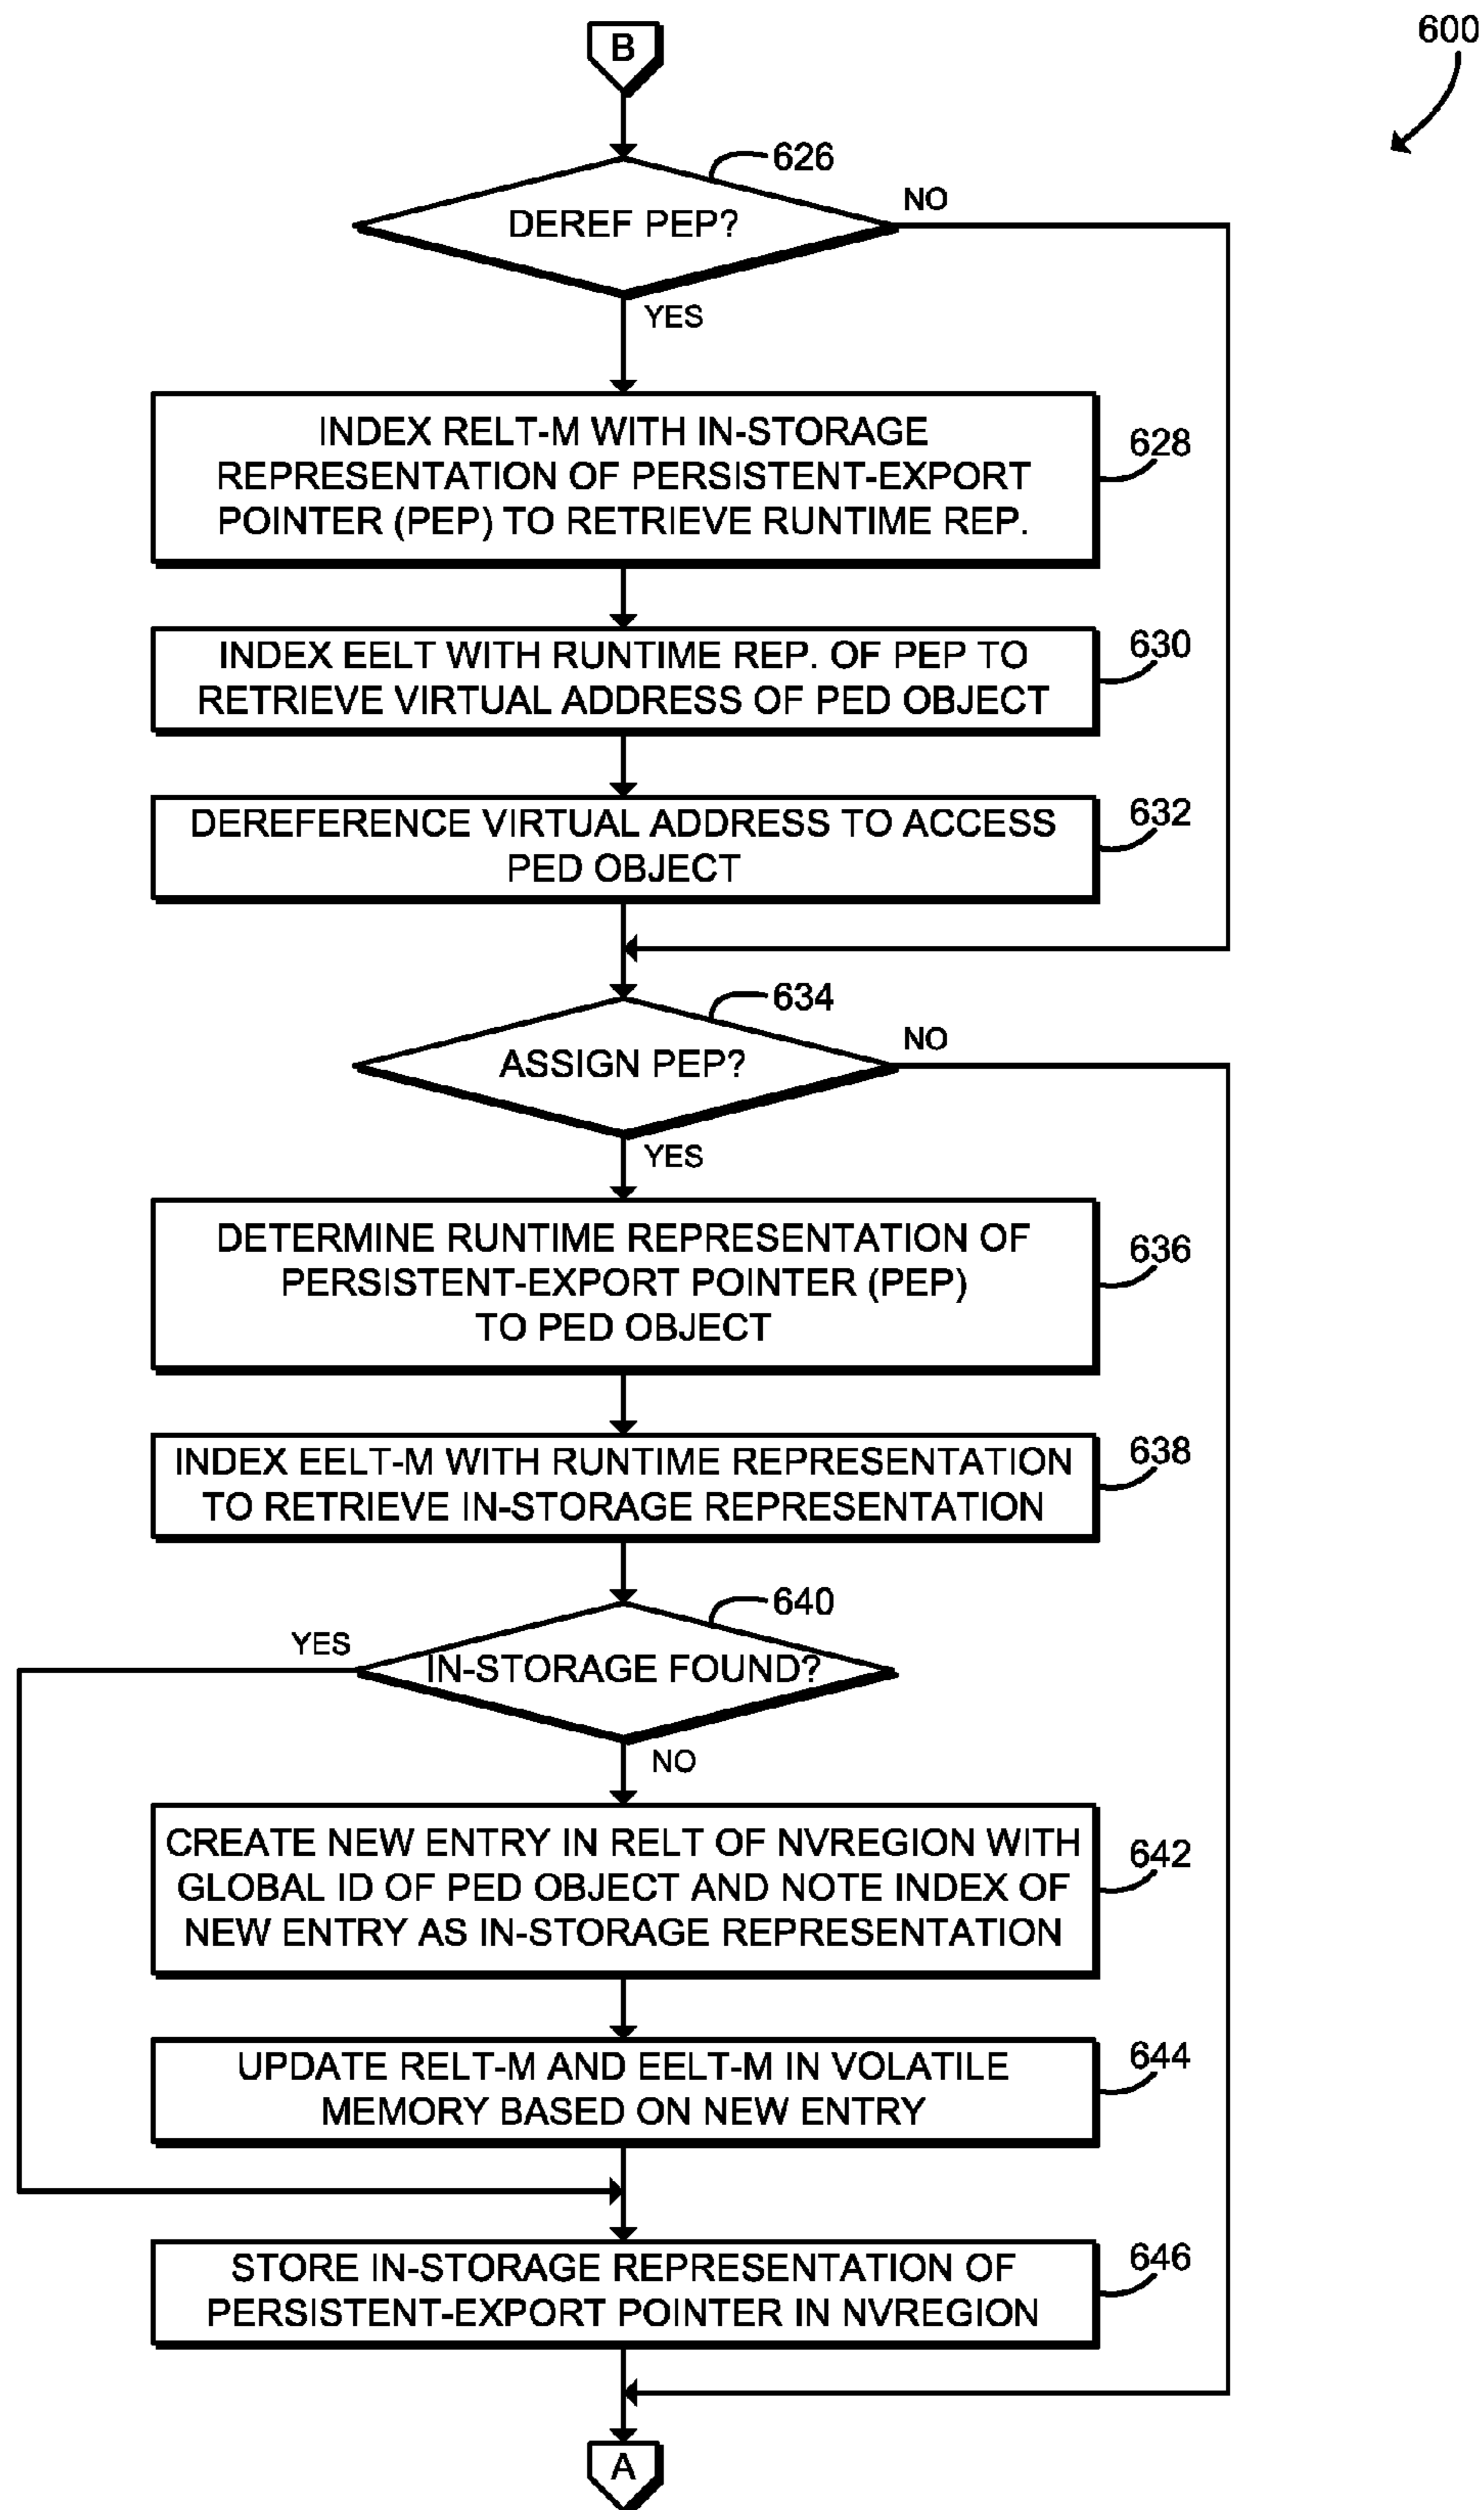 B
600
626
DEREF PEP?
NO
YES
INDEX RELT-M WITH IN-STORAGE
REPRESENTATION OF PERSISTENT-EXPORT
POINTER (PEP) TO RETRIEVE RUNTIME REP.
628
INDEX EELT WITH RUNTIME REP. OF PEP TO
RETRIEVE VIRTUAL ADDRESS OF PED OBJECT
630
DEREFERENCE VIRTUAL ADDRESS TO ACCESS
PED OBJECT
632
634
ASSIGN PEP?
NO
YES
DETERMINE RUNTIME REPRESENTATION OF
PERSISTENT-EXPORT POINTER (PEP)
TO PED OBJECT
636
INDEX EELT-M WITH RUNTIME REPRESENTATION
TO RETRIEVE IN-STORAGE REPRESENTATION
638
640
YES
IN-STORAGE FOUND?
NO
CREATE NEW ENTRY IN RELT OF NVREGION WITH
GLOBAL ID OF PED OBJECT AND NOTE INDEX OF
NEW ENTRY AS IN-STORAGE REPRESENTATION
642
UPDATE RELT-M AND EELT-M IN VOLATILE
MEMORY BASED ON NEW ENTRY
644
STORE IN-STORAGE REPRESENTATION OF
PERSISTENT-EXPORT POINTER IN NVREGION
646
A